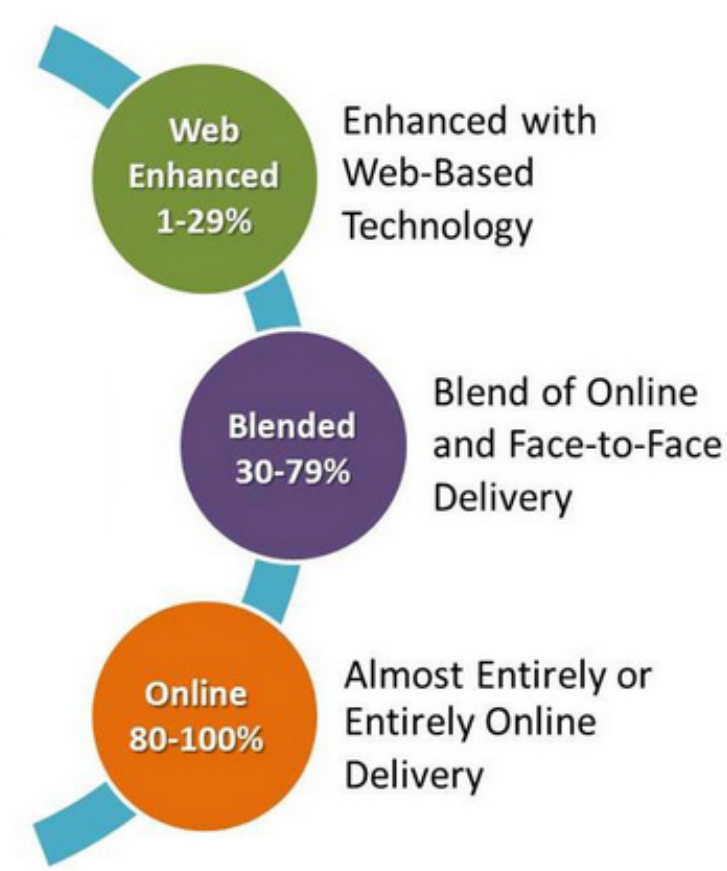 Web
Enhanced
1-29%
Enhanced with
Web-Based
Technology
Blended
30-79%
Blend of Online
and Face-to-Face
Delivery
Online
80-100%
Almost Entirely or
Entirely Online
Delivery